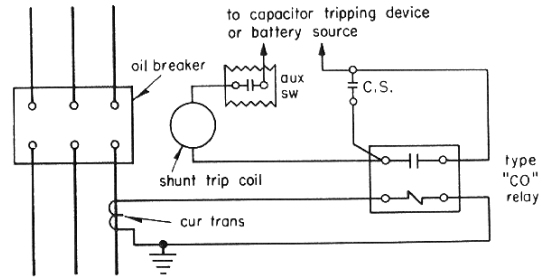 to capacitor tripping device
or battery source
oil breaker
aux
sw
C.S.
shunt trip coil
type
"CO"
relay
cur trans